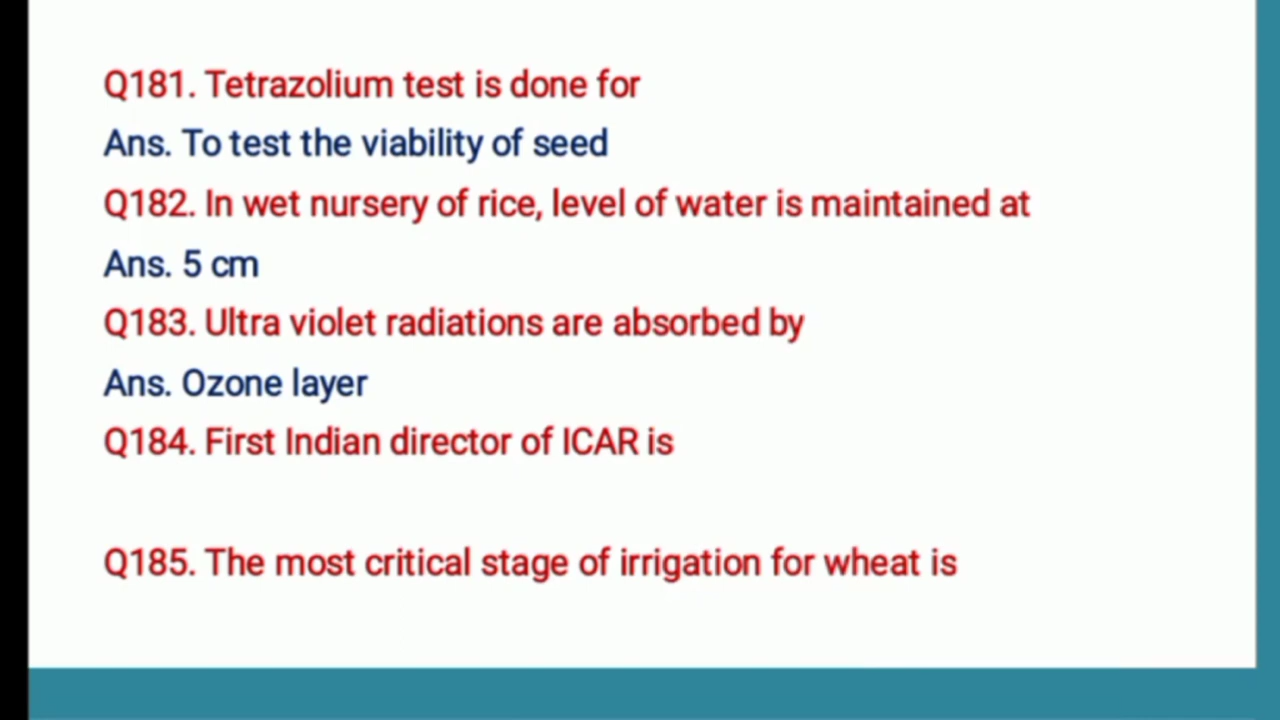 Q181. Tetrazolium test is done for
Ans. To test the viability of seed
Q182. In wet nursery of rice, level of water is maintained at
Ans. 5 cm
Q183. Ultra violet radiations are absorbed by
Ans. Ozone layer
Q184. First Indian director of ICAR is
Q185. The most critical stage of irrigation for wheat is